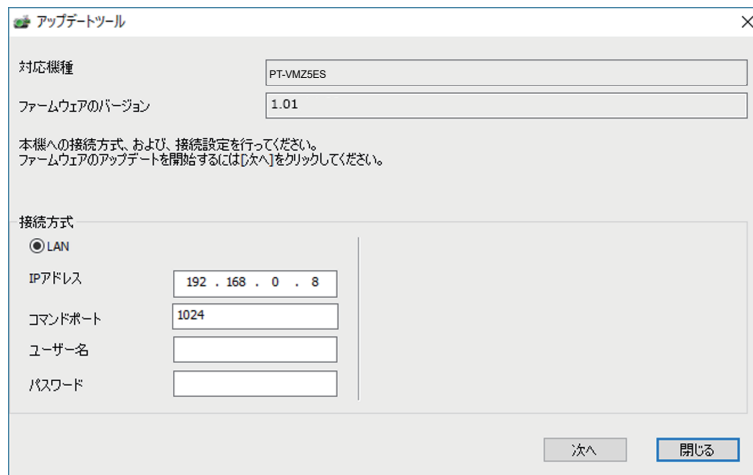 アップデートツール
対応機種
PT-VMZ5ES
ファームウェアのバージョン
1.01
本機への接続方式、および、接続設定を行ってください。
ファームウェアのアップデートを開始するには[次へ]をクリックしてください。
接続方式
LAN
IPアドレス
192 . 168 . 0 . 8
コマンドポート
1024
ユーザー名
パスワード
次へ
閉じる